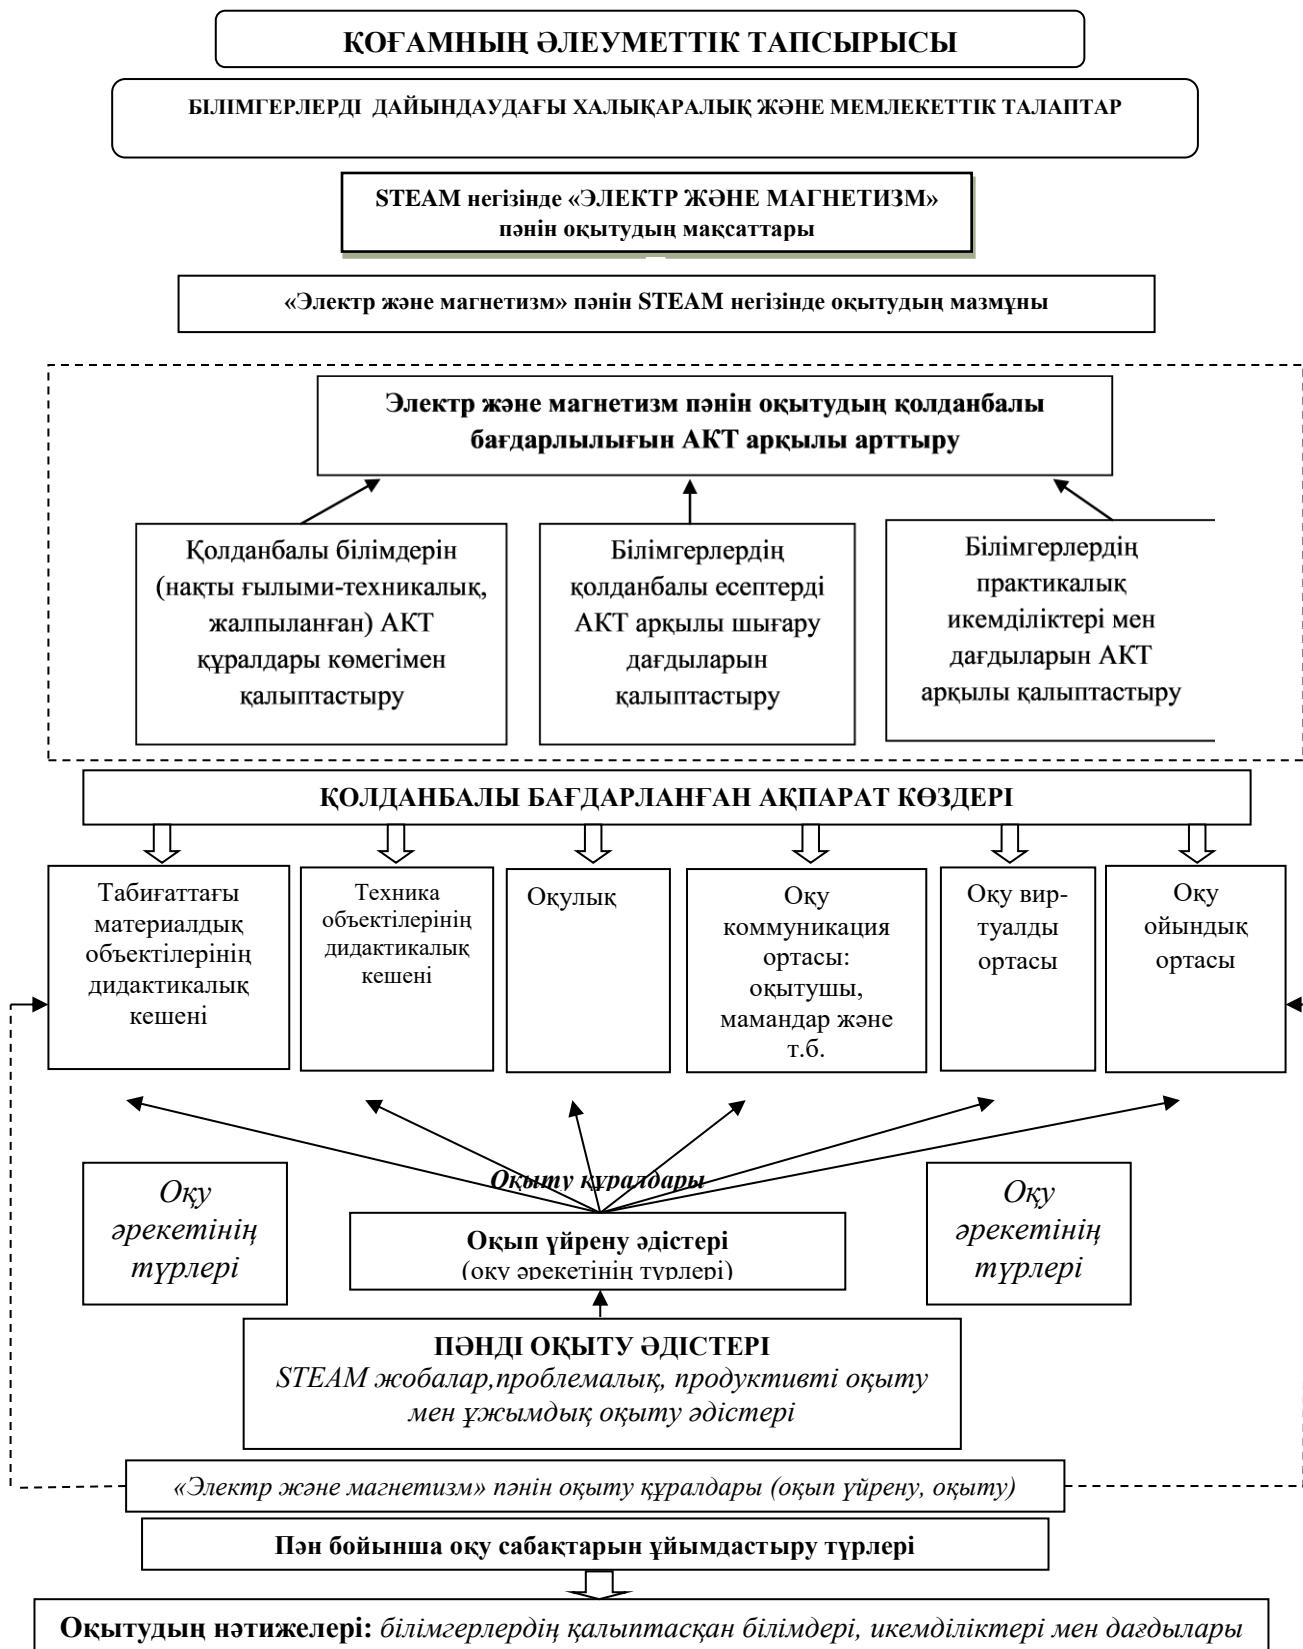 ҚОҒАМНЫҢ ӘЛЕУМЕТТІК ТАПСЫРЫСЫ
БІЛІМГЕРЛЕРДІ ДАЙЫНДАУДАҒЫ ХАЛЫҚАРАЛЫҚ ЖӘНЕ МЕМЛЕКЕТТІК ТАЛАПТАР
STEAM негізінде «ЭЛЕКТР ЖӘНЕ МАГНЕТИЗМ»
пәнін оқытудың мақсаттары
«Электр және магнетизм» пәнін STEAM негізінде оқытудың мазмұны
Электр және магнетизм пәнін оқытудың қолданбалы
бағдарлылығын АКТ арқылы арттыру
Қолданбалы білімдерін
(нақты ғылыми-техникалық,
жалпыланған) АКТ
құралдары көмегімен
қалыптастыру
Білімгерлердің
қолданбалы есептерді
АКТ арқылы шығару
дағдыларын
қалыптастыру
Білімгерлердің
практикалық
икемділіктері мен
дағдыларын АКТ
арқылы қалыптастыру
ҚОЛДАНБАЛЫ БАҒДАРЛАНҒАН АҚПАРАТ КӨЗДЕРІ
Табиғаттағы
материалдық
объектілерінің
дидактикалық
кешені
Техника
объектілерінің
дидактикалық
кешені
Оқулық
Оқу
коммуникация
ортасы:
оқытушы,
мамандар және
т.б.
Оқу вир-
туалды
ортасы
Оқу
ойындық
ортасы
Оқыту құралдары
Оқу
әрекетінің
түрлері
Оқып үйрену әдістері
(оқу әрекетінің түрлері)
Оқу
әрекетінің
түрлері
ПӘНДІ ОҚЫТУ ӘДІСТЕРІ
STEAM жобалар,проблемалық, продуктивті оқыту
мен ұжымдық оқыту әдістері
«Электр және магнетизм» пәнін оқыту құралдары (оқып үйрену, оқыту)
Пән бойынша оқу сабақтарын ұйымдастыру түрлері
Оқытудың нәтижелері: білімгерлердің қалыптасқан білімдері, икемділіктері мен дағдылары